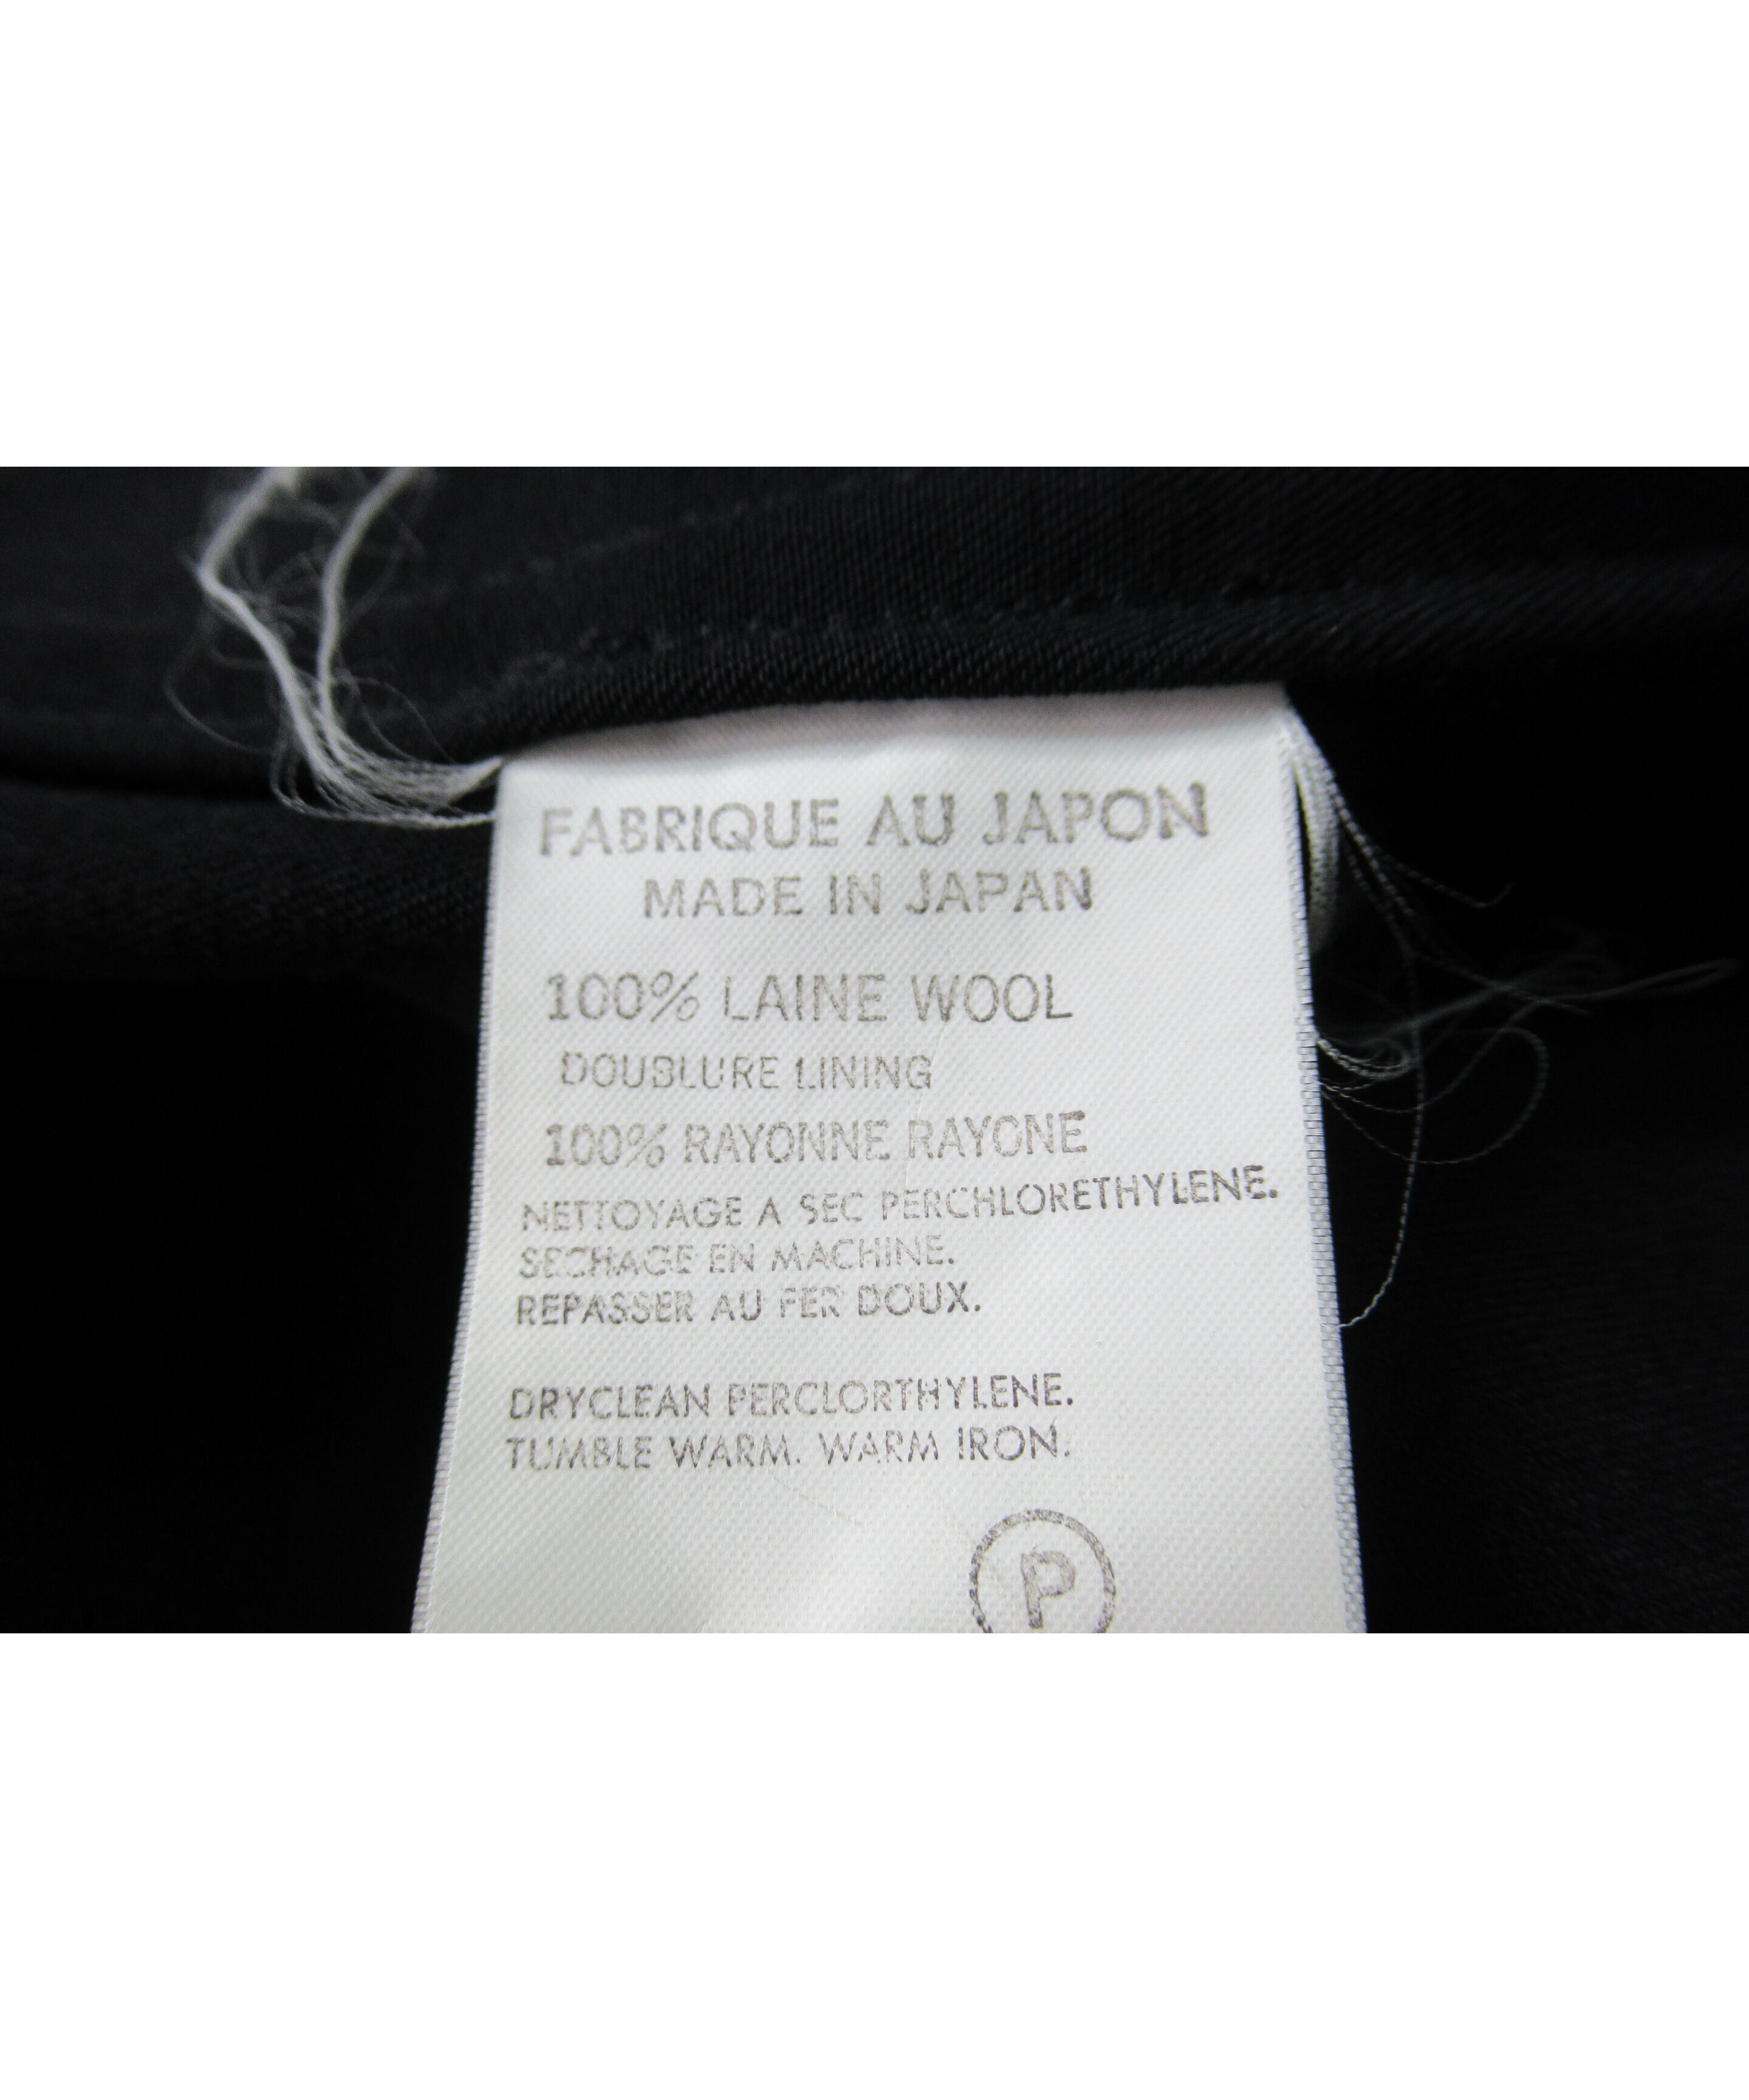 FABRIQUE AU JAPON
MADE IN JAPAN
100% LAINE WOOL
DOUBLURE LINING
100% RAYONNE RAYONE
NETTOYAGE A SEC PERCHLORETHYLENE.
SECHAGE EN MACHINE.
REPASSER AU FER DOUX.
DRYCLEAN PERCLORTHYLENE.
TUMBLE WARM. WARM IRON.
P